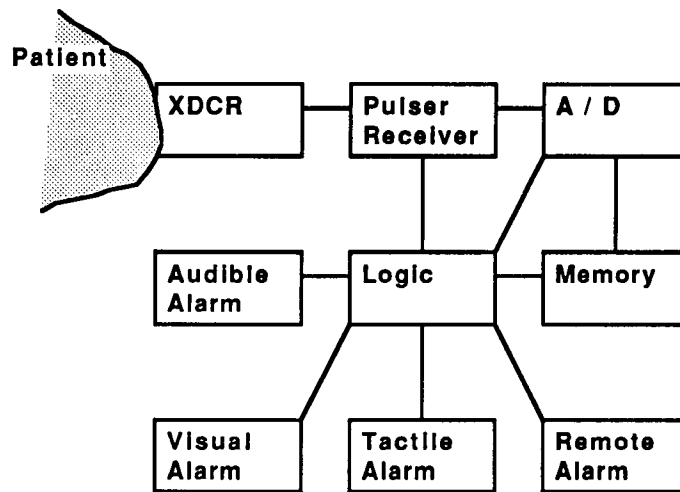 Patient
XDCR
Pulser
Receiver
A / D
Audible
Alarm
Logic
Memory
Visual
Alarm
Tactile
Alarm
Remote
Alarm